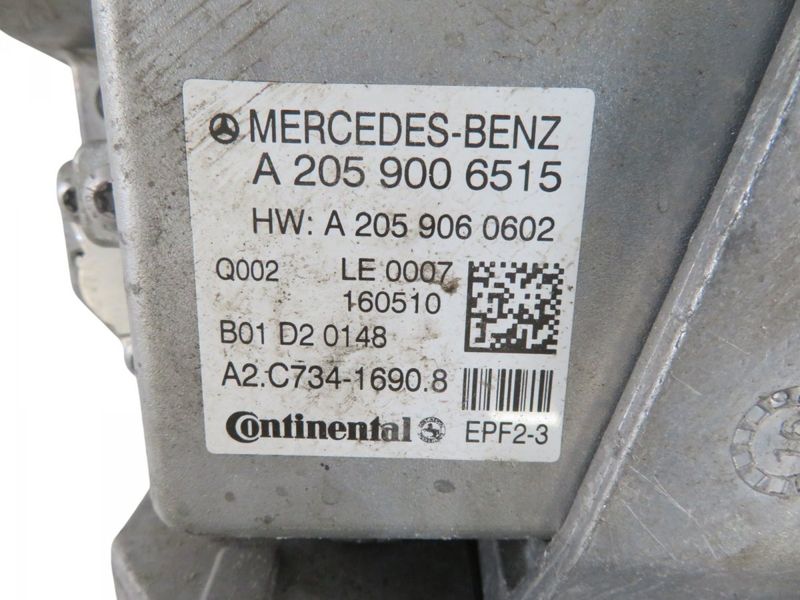 MERCEDES-BENZ
A 205 900 6515
HW: A 205 906 0602
Q002 LE 0007
160510
B01 D2 0148
A2.C734-1690.8
Continental EPF2-3